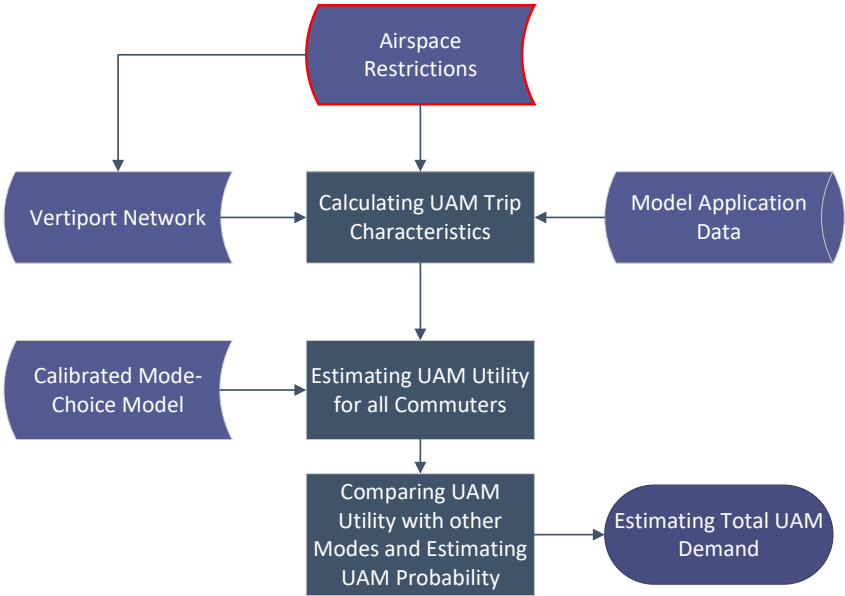 Airspace
Restrictions
Vertiport Network
Calculating UAM Trip
Characteristics
Model Application
Data
Calibrated Mode-
Choice Model
Estimating UAM Utility
for all Commuters
Comparing UAM
Utility with other
Modes and Estimating
UAM Probability
Estimating Total UAM
Demand